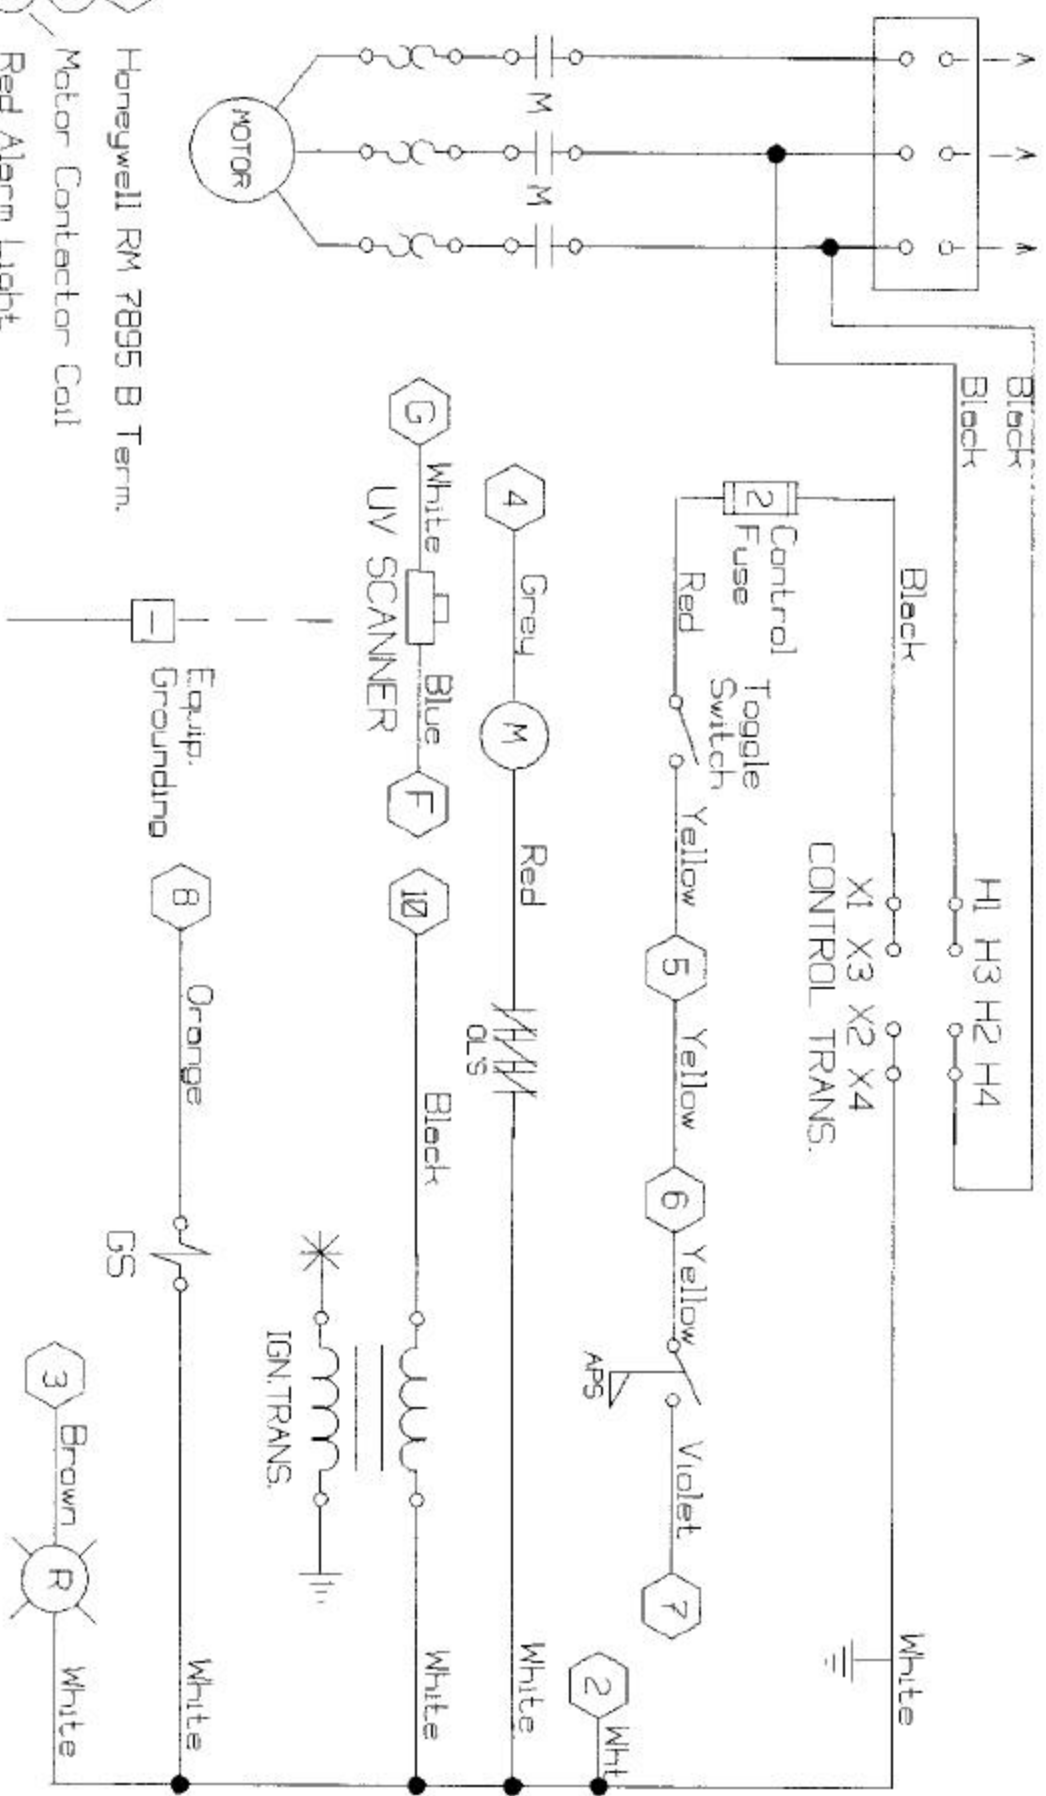 Black
Black
H1 H3 H2 H4
X1 X3 X2 X4
CONTROL TRANS.
Black
White
2
Control
Fuse
Toggle
Switch
Red
Yellow
5
Yellow
6
Yellow
APS
Violet
7
2
Wht
M
M
MOTOR
4
Grey
M
Red
OL'S
White
G
White
UV SCANNER
Blue
F
10
Black
White
IGN.TRANS.
1
Equip.
Grounding
8
Orange
GS
White
3
Brown
R
White
Honeywell RM 7895 B Term.
Motor Contactor Coil
Red Alarm Light